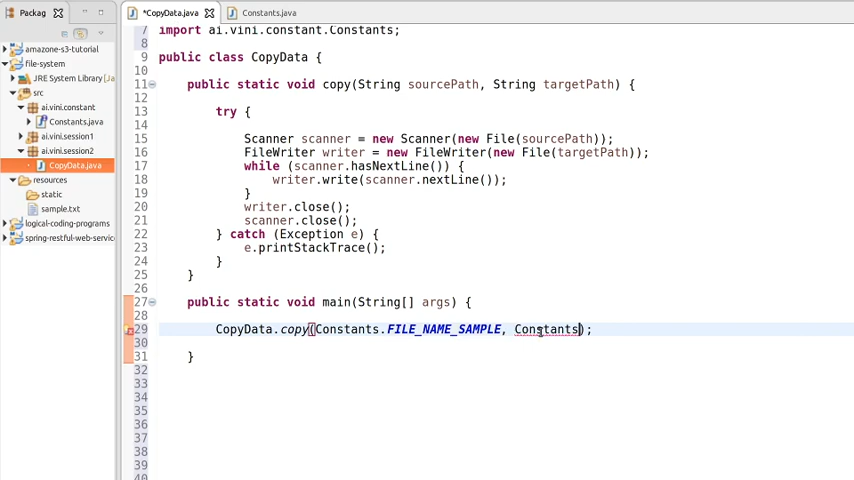 Packag
*CopyData.java
Constants.java
amazone-s3-tutorial
file-system
JRE System Library [Ja
src
ai.vini.constant
Constants.java
ai.vini.session1
ai.vini.session2
CopyData.java
resources
static
sample.txt
logical-coding-programs
spring-restful-web-service
7 import ai.vini.constant.Constants;
8
9 public class CopyData {
10
11 public static void copy(String sourcePath, String targetPath) {
12
13 try {
14
15 Scanner scanner = new Scanner(new File(sourcePath));
16 FileWriter writer = new FileWriter(new File(targetPath));
17 while (scanner.hasNextLine()) {
18 writer.write(scanner.nextLine());
19 }
20 writer.close();
21 scanner.close();
22 } catch (Exception e) {
23 e.printStackTrace();
24 }
25 }
26
27 public static void main(String[] args) {
28
29 CopyData.copy(Constants.FILE_NAME_SAMPLE, Constants);
30
31 }
32
33
34
35
36
37
38
39
40